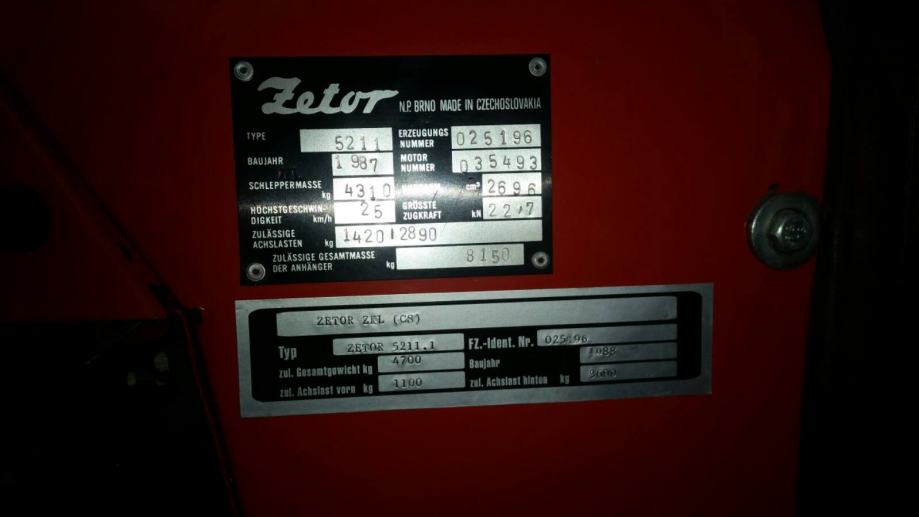 Zetor N.P. BRNO MADE IN CZECHOSLOVAKIA
TYPE 5211 ERZEUGUNGS NUMMER 025196
BAUJAHR 1987 MOTOR NUMMER 035493
SCHLEPPERMASSE kg 4310 cm³ 2696
HÖCHSTGESCHWIN- DIGKEIT km/h 25 GRÖSSTE ZUGKRAFT kN 22,7
ZULÄSSIGE ACHSLASTEN kg 1420 2890
ZULÄSSIGE GESAMTMASSE DER ANHÄNGER kg 8150
ZETOR (CS)
Typ ZETOR 5211.1 FZ.-Ident. Nr.
zul. Gesamtgewicht kg 4700 Baujahr 1988
zul. Achslast vorn kg 1100 zul. Achslast hinten kg